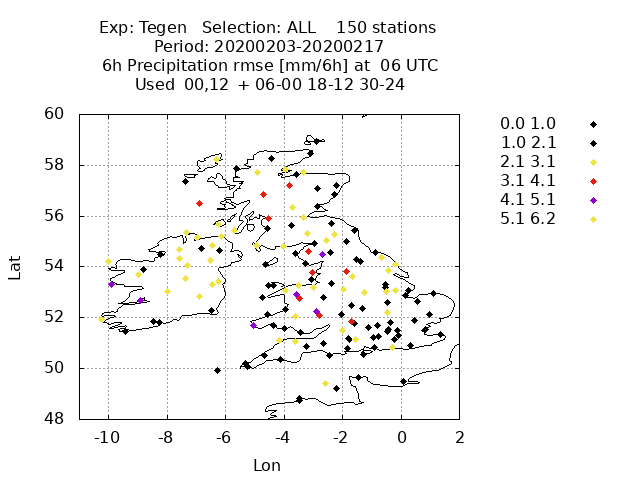 Exp: Tegen Selection: ALL 150 stations
Period: 20200203-20200217
6h Precipitation rmse [mm/6h] at 06 UTC
Used 00,12 + 06-00 18-12 30-24
60
58
56
54
52
50
48
Lat
-10 -8 -6 -4 -2 0 2
Lon
0.0 1.0
1.0 2.1
2.1 3.1
3.1 4.1
4.1 5.1
5.1 6.2